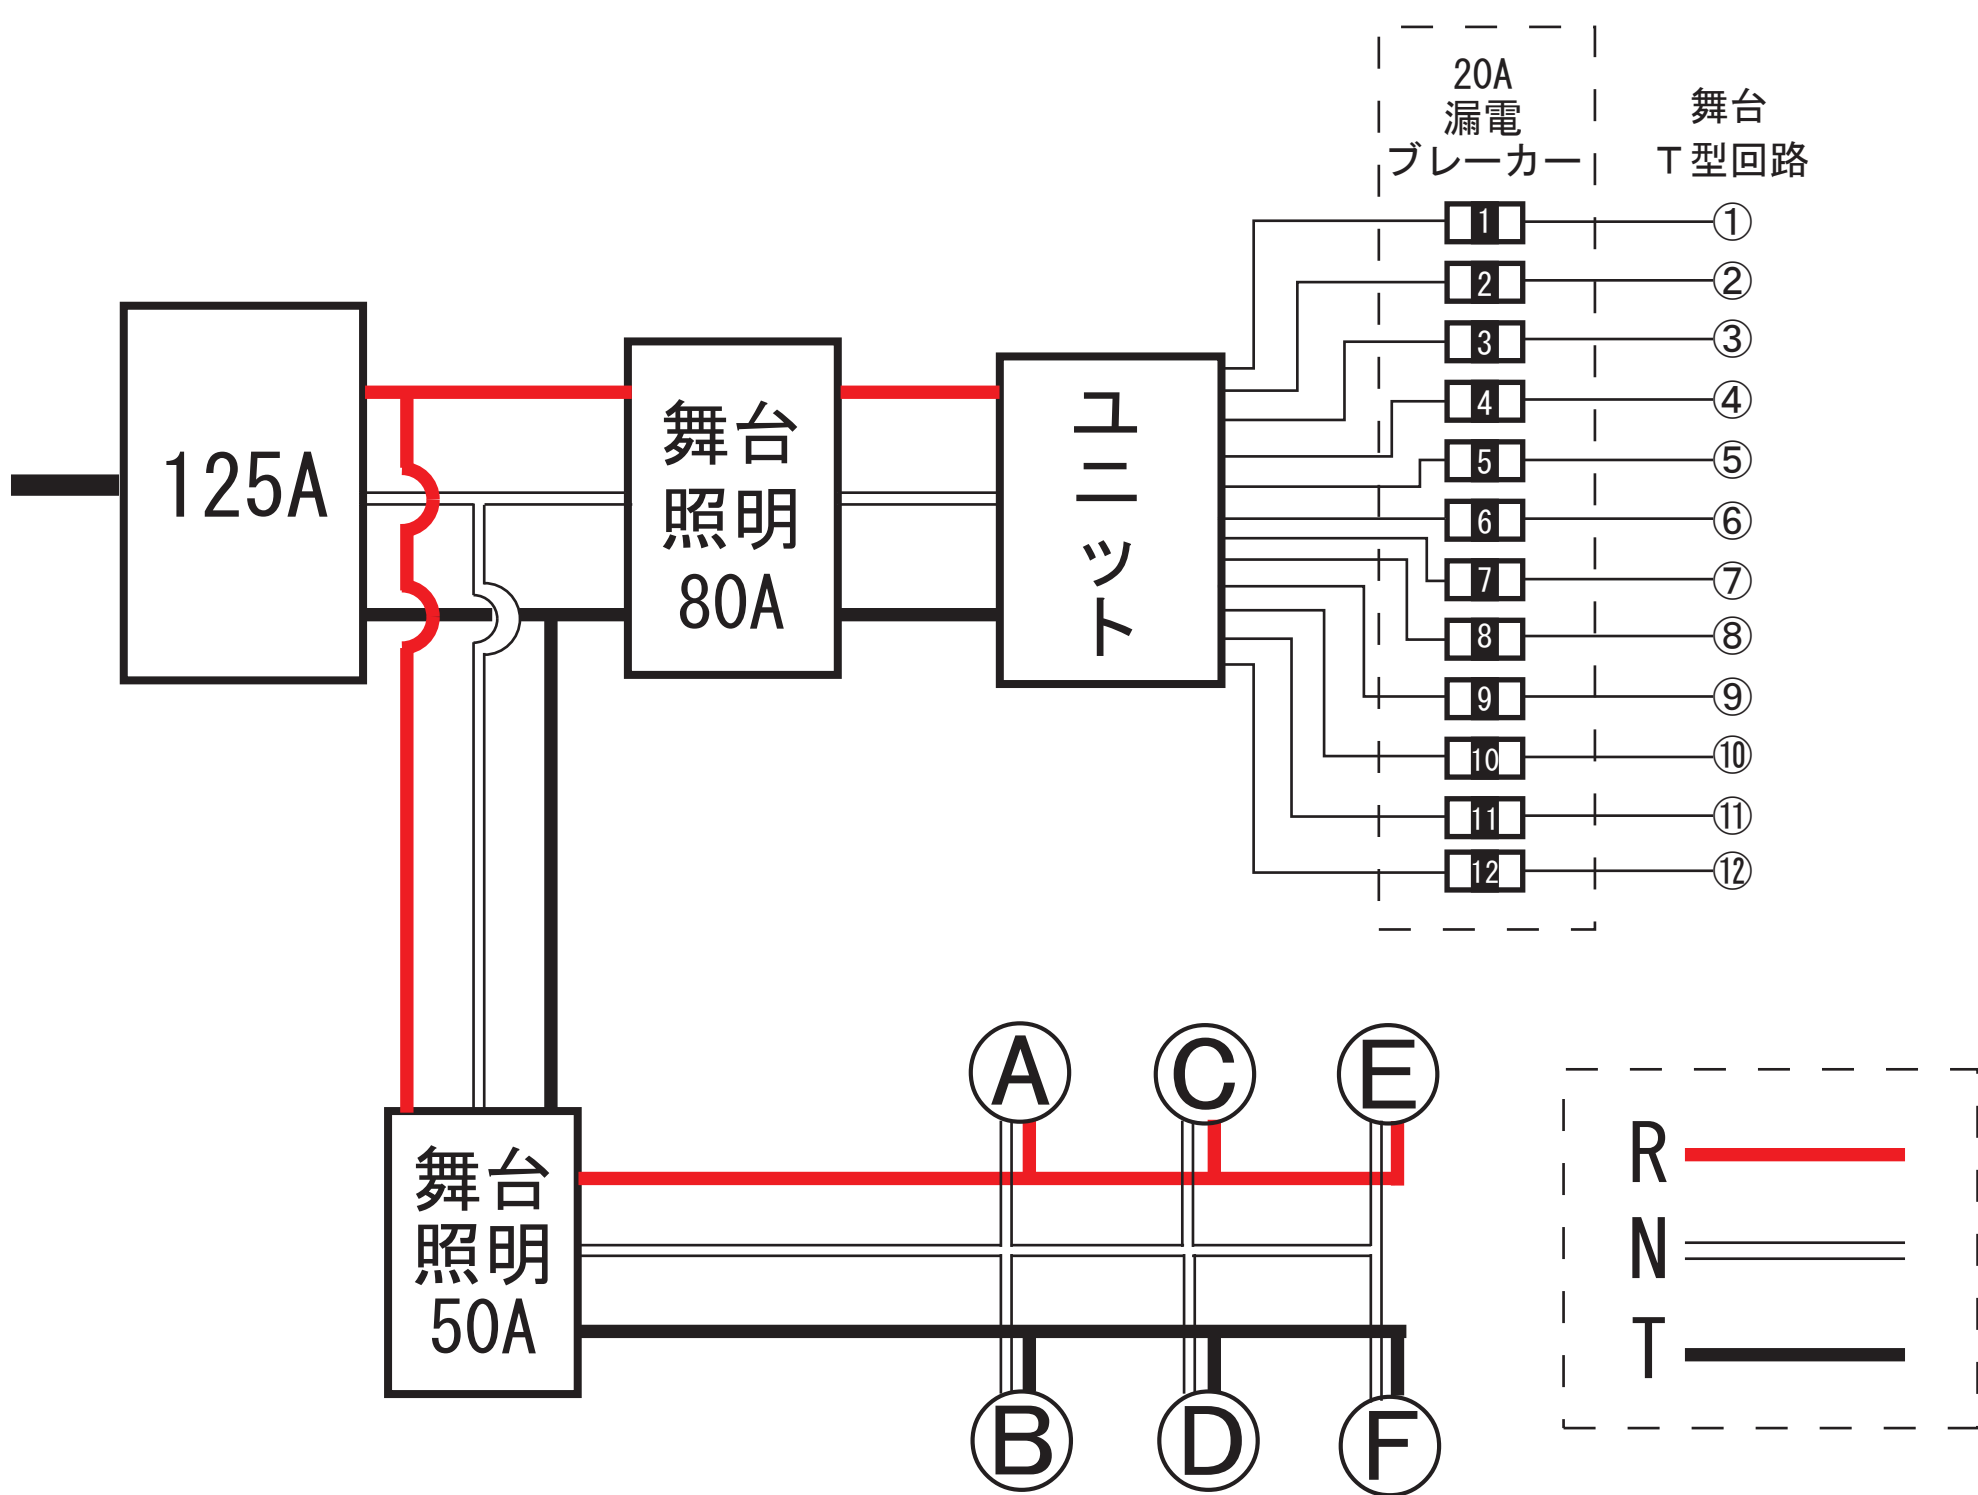 20A
漏電
ブレーカー
舞台
T型回路
125A
舞台
照明
80A
ユニット
1 ①
2 ②
3 ③
4 ④
5 ⑤
6 ⑥
7 ⑦
8 ⑧
9 ⑨
10 ⑩
11 ⑪
12 ⑫
舞台
照明
50A
Ⓐ Ⓒ Ⓔ
Ⓑ Ⓓ Ⓕ
R
N
T